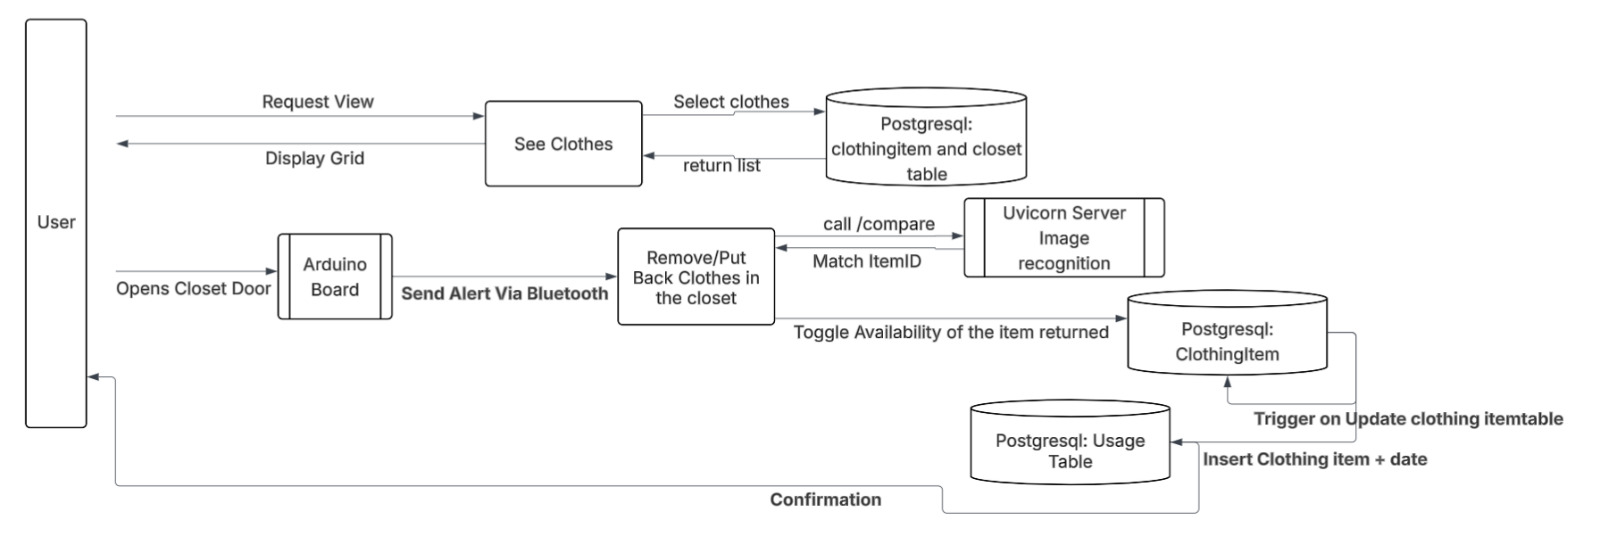 Request View
Display Grid
See Clothes
Select clothes
return list
Postgresql:
clothingitem and closet
table
User
Opens Closet Door
Arduino
Board
Send Alert Via Bluetooth
Remove/Put
Back Clothes in
the closet
call /compare
Match ItemID
Uvicorn Server
Image
recognition
Toggle Availability of the item returned
Postgresql:
ClothingItem
Trigger on Update clothing itemtable
Postgresql: Usage
Table
Insert Clothing item + date
Confirmation